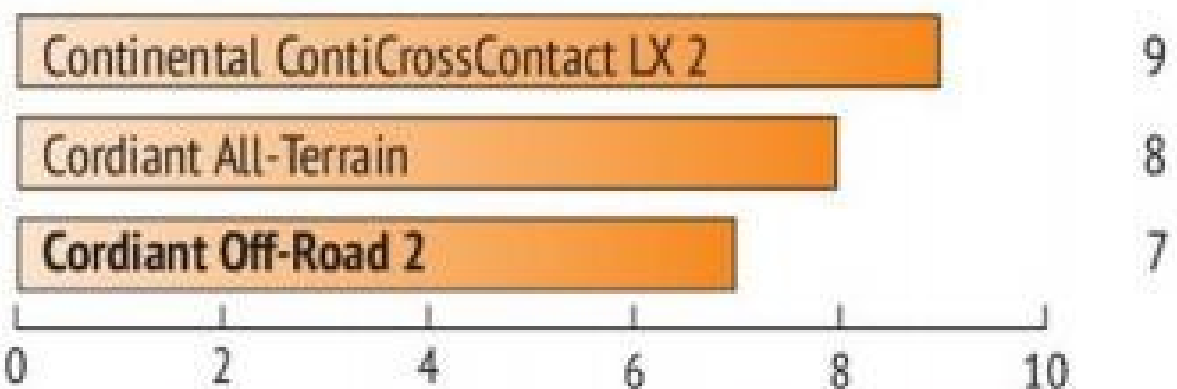 Continental ContiCrossContact LX 2 9
Cordiant All-Terrain 8
Cordiant Off-Road 2 7
0 2 4 6 8 10